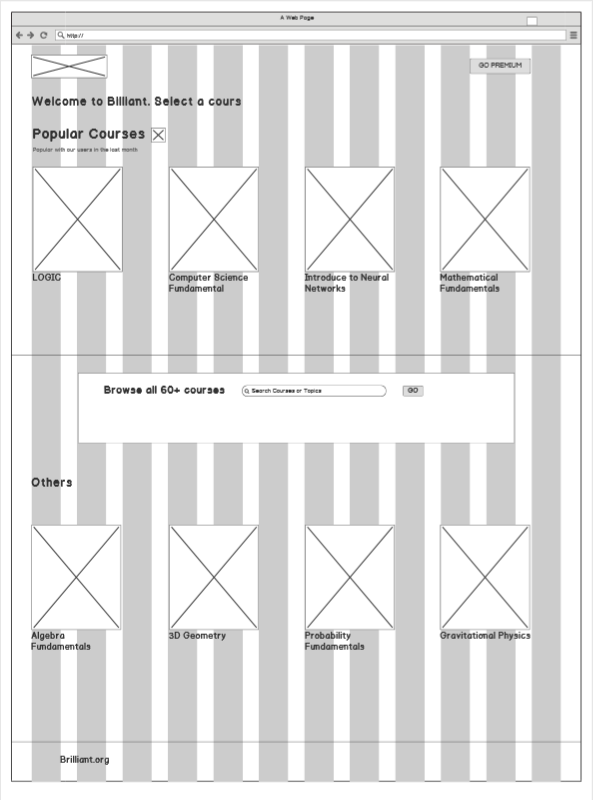 A Web Page
http://
GO PREMIUM
Welcome to Billiant. Select a cours
Popular Courses
Popular with our users in the last month
LOGIC
Computer Science
Fundamental
Introduce to Neural
Networks
Mathematical
Fundamentals
Browse all 60+ courses
Search Courses or Topics
GO
Others
Algebra
Fundamentals
3D Geometry
Probability
Fundamentals
Gravitational Physics
Brilliant.org